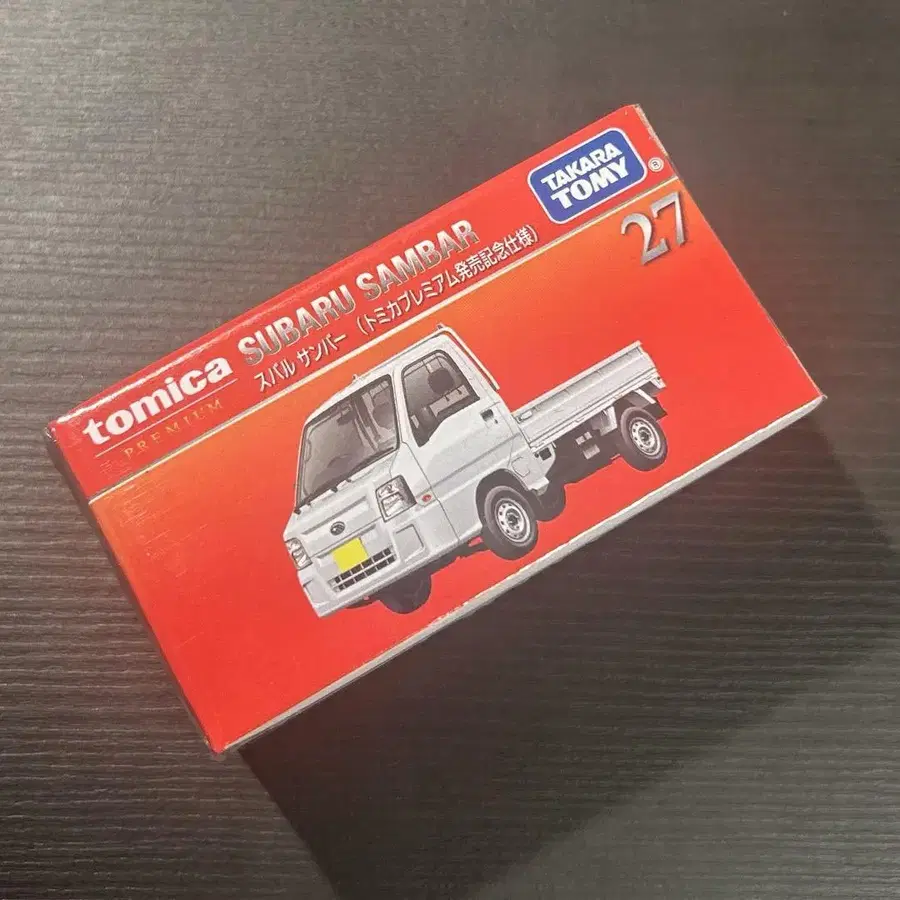 TAKARA
TOMY
®
27
tomica
PREMIUM
SUBARU SAMBAR
スバル サンバー (トミカプレミアム発売記念仕様)